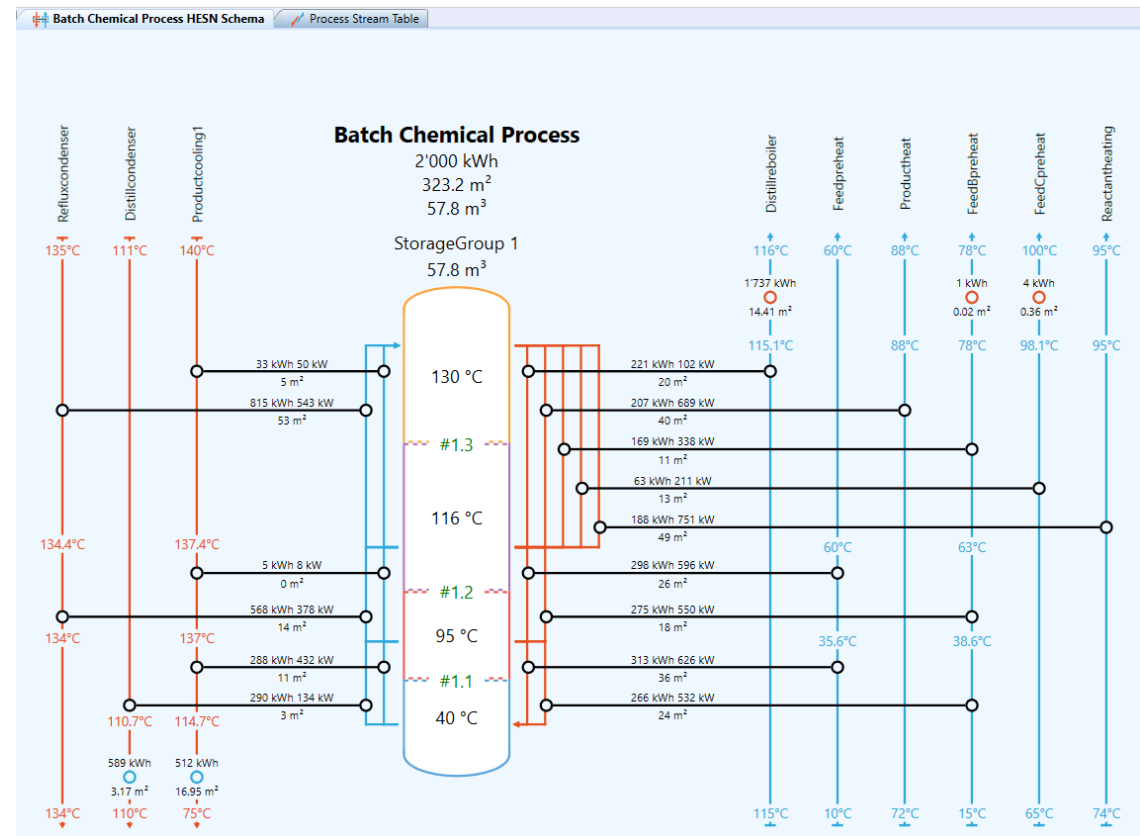 Batch Chemical Process HESN Schema
Process Stream Table
Batch Chemical Process
2'000 kWh
323.2 m²
57.8 m³
StorageGroup 1
57.8 m³
Refluxcondenser
Distillcondenser
Productcooling1
Distillreboiler
Feedpreheat
Productheat
FeedBpreheat
FeedCpreheat
Reactantheating
135°C 111°C 140°C 116°C 60°C 88°C 78°C 100°C 95°C
1'737 kWh 1 kWh 4 kWh
14.41 m² 0.02 m² 0.36 m²
115.1°C 88°C 78°C 98.1°C 95°C
33 kWh 50 kW 221 kWh 102 kW
5 m² 130 °C 20 m²
815 kWh 543 kW 207 kWh 689 kW
53 m² 40 m²
#1.3 169 kWh 338 kW
11 m²
63 kWh 211 kW
13 m²
116 °C 188 kWh 751 kW
49 m²
134.4°C 137.4°C 60°C 63°C
5 kWh 8 kW 298 kWh 596 kW
0 m² #1.2 26 m²
568 kWh 378 kW 275 kWh 550 kW
14 m² 18 m²
134°C 137°C 95 °C 35.6°C 38.6°C
288 kWh 432 kW 313 kWh 626 kW
11 m² #1.1 36 m²
290 kWh 134 kW 266 kWh 532 kW
3 m² 40 °C 24 m²
110.7°C 114.7°C
589 kWh 512 kWh
3.17 m² 16.95 m²
134°C 110°C 75°C 115°C 10°C 72°C 15°C 65°C 74°C